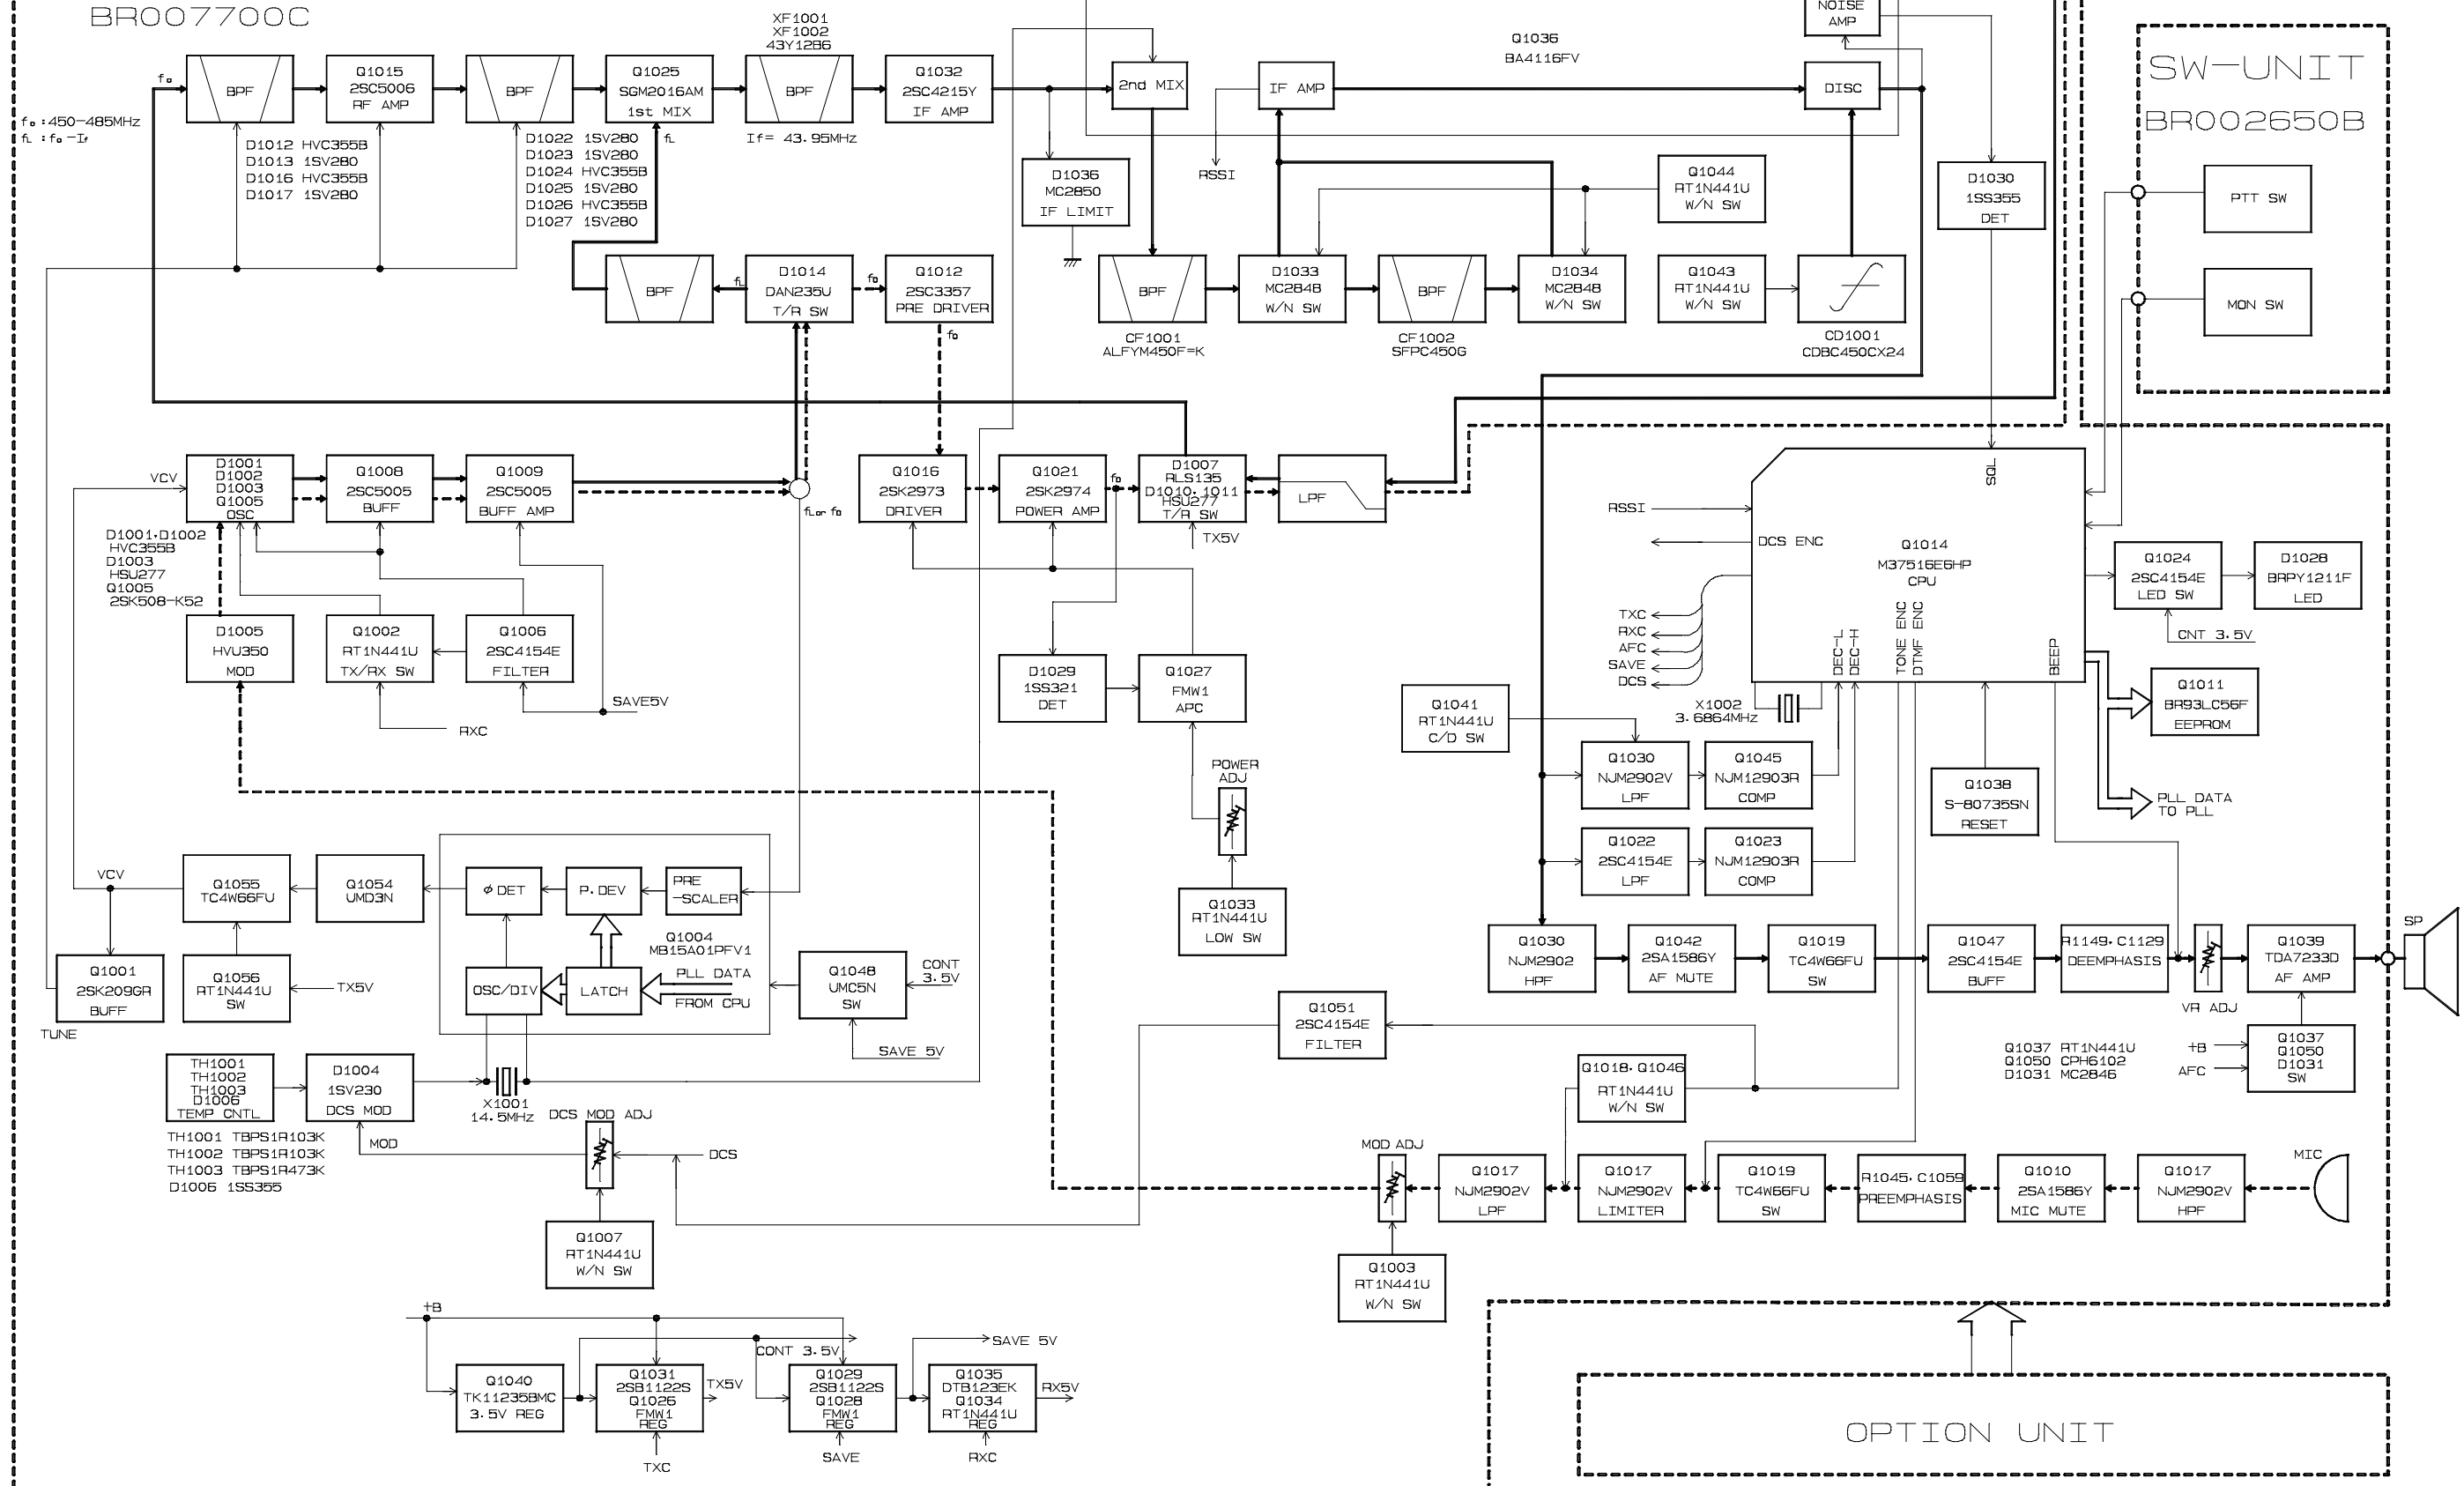 BR007700C
XF1001
XF1002
43Y12B6
NOISE
AMP
Q1036
BA4116FV
SW-UNIT
BR002650B
fo
BPF
Q1015
2SC5006
RF AMP
BPF
Q1025
SGM2016AM
1st MIX
BPF
Q1032
2SC4215Y
IF AMP
2nd MIX
IF AMP
DISC
fo :450-485MHz
fL : fo-If
D1012 HVC355B
D1013 1SV280
D1016 HVC355B
D1017 1SV280
D1022 1SV280
D1023 1SV280
D1024 HVC355B
D1025 1SV280
D1026 HVC355B
D1027 1SV280
fL
If= 43.95MHz
D1036
MC2850
IF LIMIT
RSSI
Q1044
RT1N441U
W/N SW
D1030
1SS355
DET
PTT SW
MON SW
BPF
fL
D1014
DAN235U
T/R SW
fo
Q1012
2SC3357
PRE DRIVER
fo
BPF
D1033
MC2848
W/N SW
BPF
D1034
MC2848
W/N SW
Q1043
RT1N441U
W/N SW
CF1001
ALFYM450F=K
CF1002
SFPC450G
CD1001
CDBC450CX24
VCV
D1001
D1002
D1003
Q1005
OSC
Q1008
2SC5005
BUFF
Q1009
2SC5005
BUFF AMP
fL or fo
Q1016
2SK2973
DRIVER
Q1021
2SK2974
POWER AMP
fo
D1007
RLS135
D1010,1011
HSU277
T/R SW
TX5V
LPF
D1001,D1002
HVC355B
D1003
HSU277
Q1005
2SK508-K52
SQL
RSSI
DCS ENC
Q1014
M37516E6HP
CPU
TXC
RXC
AFC
SAVE
DCS
DEC-L
DEC-H
TONE ENC
DTMF ENC
BEEP
Q1024
2SC4154E
LED SW
D1028
BRPY1211F
LED
CNT 3.5V
D1005
HVU350
MOD
Q1002
RT1N441U
TX/RX SW
Q1006
2SC4154E
FILTER
SAVE5V
RXC
D1029
1SS321
DET
Q1027
FMW1
APC
Q1041
RT1N441U
C/D SW
X1002
3.6864MHz
Q1011
BR93LC56F
EEPROM
POWER
ADJ
Q1030
NJM2902V
LPF
Q1045
NJM12903R
COMP
Q1038
S-80735SN
RESET
PLL DATA
TO PLL
Q1022
2SC4154E
LPF
Q1023
NJM12903R
COMP
VCV
Q1055
TC4W66FU
Q1054
UMD3N
φ DET
P.DEV
PRE
-SCALER
Q1004
MB15A01PFV1
Q1033
RT1N441U
LOW SW
Q1001
2SK209GR
BUFF
TUNE
Q1056
RT1N441U
SW
TX5V
OSC/DIV
LATCH
PLL DATA
FROM CPU
Q1048
UMC5N
SW
CONT
3.5V
SAVE 5V
Q1030
NJM2902
HPF
Q1042
2SA1586Y
AF MUTE
Q1019
TC4W66FU
SW
Q1047
2SC4154E
BUFF
R1149,C1129
DEEMPHASIS
VR ADJ
Q1039
TDA7233D
AF AMP
SP
Q1051
2SC4154E
FILTER
Q1037 RT1N441U
Q1050 CPH6102
D1031 MC2846
+B
AFC
Q1037
Q1050
D1031
SW
TH1001
TH1002
TH1003
D1006
TEMP CNTL
D1004
1SV230
DCS MOD
X1001
14.5MHz
Q1018,Q1046
RT1N441U
W/N SW
TH1001 TBPS1R103K
TH1002 TBPS1R103K
TH1003 TBPS1R473K
D1006 1SS355
MOD
DCS MOD ADJ
DCS
Q1007
RT1N441U
W/N SW
MOD ADJ
Q1017
NJM2902V
LPF
Q1017
NJM2902V
LIMITER
Q1019
TC4W66FU
SW
R1045,C1059
PREEMPHASIS
Q1010
2SA1586Y
MIC MUTE
Q1017
NJM2902V
HPF
MIC
Q1003
RT1N441U
W/N SW
+B
Q1040
TK11235BMC
3.5V REG
Q1031
2SB1122S
Q1026
FMW1
REG
TX5V
TXC
CONT 3.5V
Q1029
2SB1122S
Q1028
FMW1
REG
SAVE
SAVE 5V
Q1035
DTB123EK
Q1034
RT1N441U
REG
RX5V
RXC
OPTION UNIT